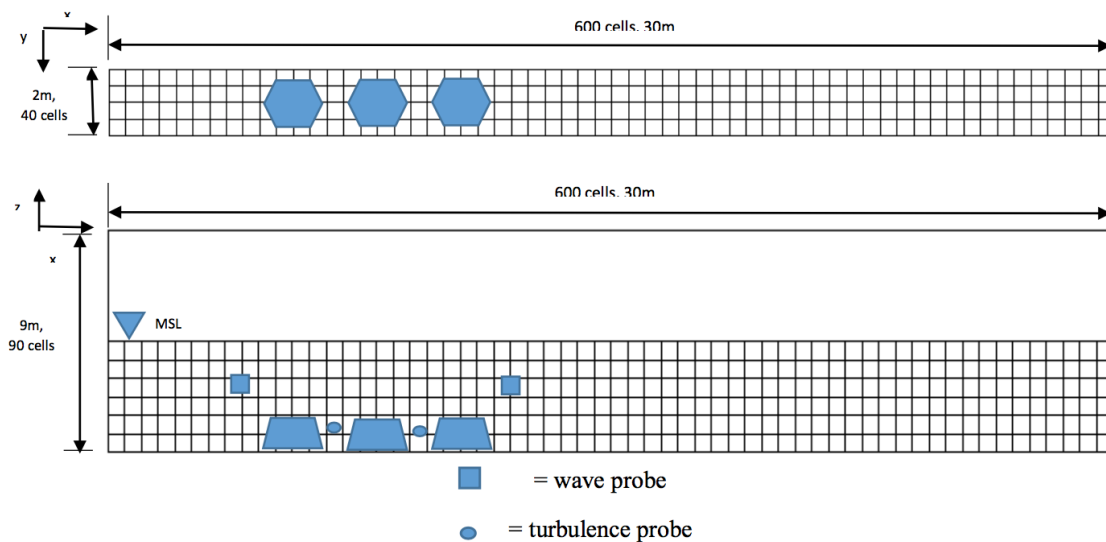 x
600 cells, 30m
y
2m,
40 cells
600 cells, 30m
z
x
MSL
9m,
90 cells
= wave probe
= turbulence probe